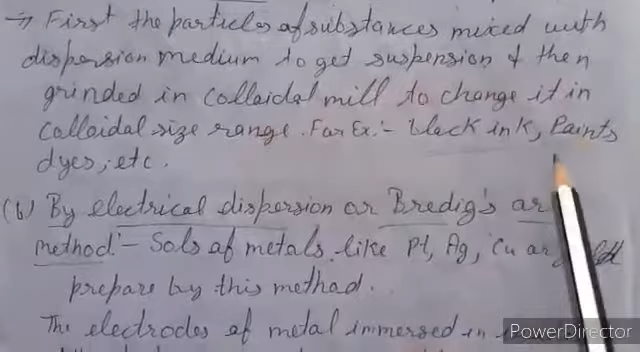 → First the particles of substances mixed with
dispersion medium to get suspension & then
grinded in colloidal mill to change it in
colloidal size range. For Ex:- black ink, Paints
dyes, etc.
(b) By electrical dispersion or Bredig's ar
method:- Sols of metals like Pt, Ag, Cu
prepare by this method.
The electrodes of metal immersed in
PowerDirector